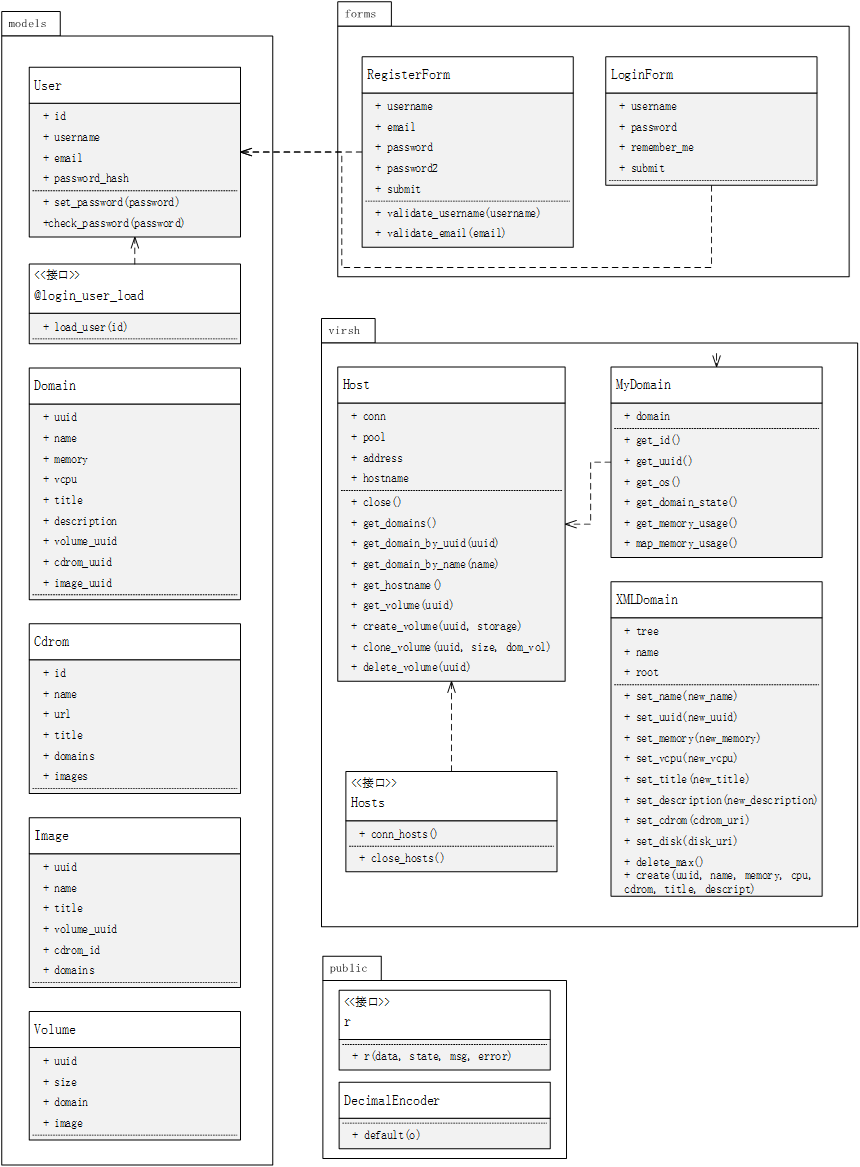 models
User
+ id
+ username
+ email
+ password_hash
+ set_password(password)
+check_password(password)
<<接口>>
@login_user_load
+ load_user(id)
Domain
+ uuid
+ name
+ memory
+ vcpu
+ title
+ description
+ volume_uuid
+ cdrom_uuid
+ image_uuid
Cdrom
+ id
+ name
+ url
+ title
+ domains
+ images
Image
+ uuid
+ name
+ title
+ volume_uuid
+ cdrom_id
+ domains
Volume
+ uuid
+ size
+ domain
+ image
forms
RegisterForm
+ username
+ email
+ password
+ password2
+ submit
+ validate_username(username)
+ validate_email(email)
LoginForm
+ username
+ password
+ remember_me
+ submit
virsh
Host
+ conn
+ pool
+ address
+ hostname
+ close()
+ get_domains()
+ get_domain_by_uuid(uuid)
+ get_domain_by_name(name)
+ get_hostname()
+ get_volume(uuid)
+ create_volume(uuid, storage)
+ clone_volume(uuid, size, dom_vol)
+ delete_volume(uuid)
<<接口>>
Hosts
+ conn_hosts()
+ close_hosts()
MyDomain
+ domain
+ get_id()
+ get_uuid()
+ get_os()
+ get_domain_state()
+ get_memory_usage()
+ map_memory_usage()
XMLDomain
+ tree
+ name
+ root
+ set_name(new_name)
+ set_uuid(new_uuid)
+ set_memory(new_memory)
+ set_vcpu(new_vcpu)
+ set_title(new_title)
+ set_description(new_description)
+ set_cdrom(cdrom_uri)
+ set_disk(disk_uri)
+ delete_max()
+ create(uuid, name, memory, cpu,
cdrom, title, descript)
public
<<接口>>
r
+ r(data, state, msg, error)
DecimalEncoder
+ default(o)